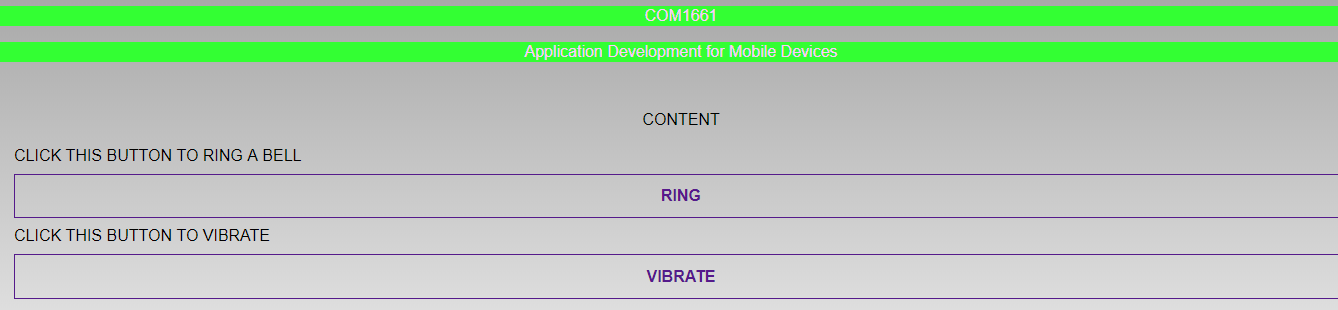 COM1661
Application Development for Mobile Devices
CONTENT
CLICK THIS BUTTON TO RING A BELL
RING
CLICK THIS BUTTON TO VIBRATE
VIBRATE